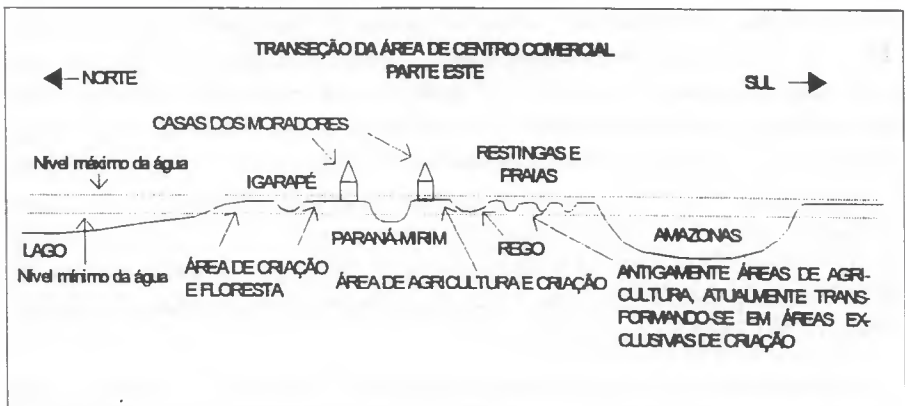 TRANSEÇÃO DA ÁREA DE CENTRO COMERCIAL
PARTE ESTE
NORTE
SUL
CASAS DOS MORADORES
Nível máximo da água
IGARAPÉ
RESTINGAS E
PRAIAS
LAGO
Nível mínimo da água
ÁREA DE CRIAÇÃO
E FLORESTA
PARANÁ-MIRIM
ÁREA DE AGRICULTURA E CRIAÇÃO
REGO
AMAZONAS
ANTIGAMENTE ÁREAS DE AGRI-
CULTURA, ATUALMENTE TRANS-
FORMANDO-SE EM ÁREAS EX-
CLUSIVAS DE CRIAÇÃO